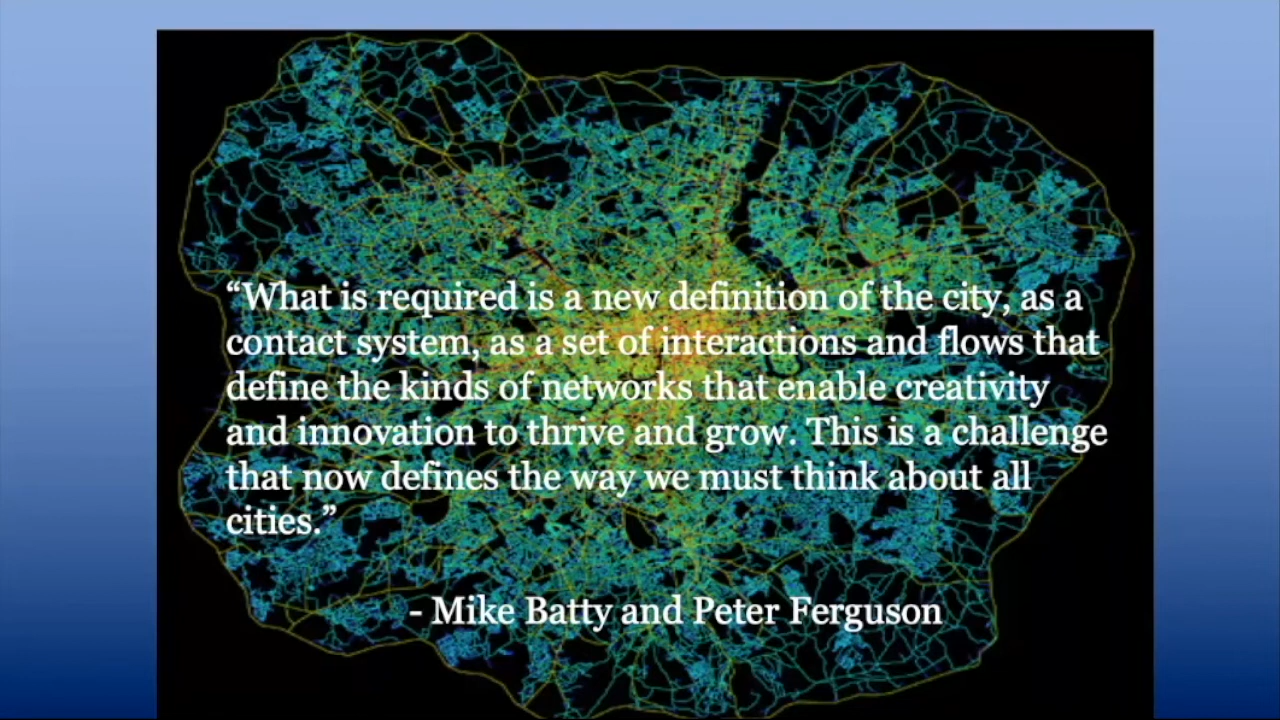 “What is required is a new definition of the city, as a
contact system, as a set of interactions and flows that
define the kinds of networks that enable creativity
and innovation to thrive and grow. This is a challenge
that now defines the way we must think about all
cities.”
- Mike Batty and Peter Ferguson